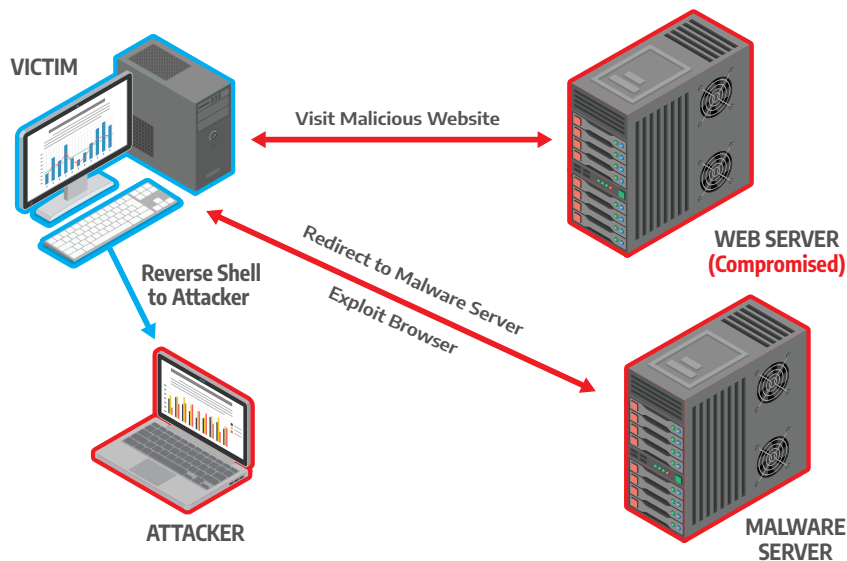 VICTIM
Visit Malicious Website
WEB SERVER
(Compromised)
Redirect to Malware Server
Exploit Browser
Reverse Shell
to Attacker
ATTACKER
MALWARE
SERVER